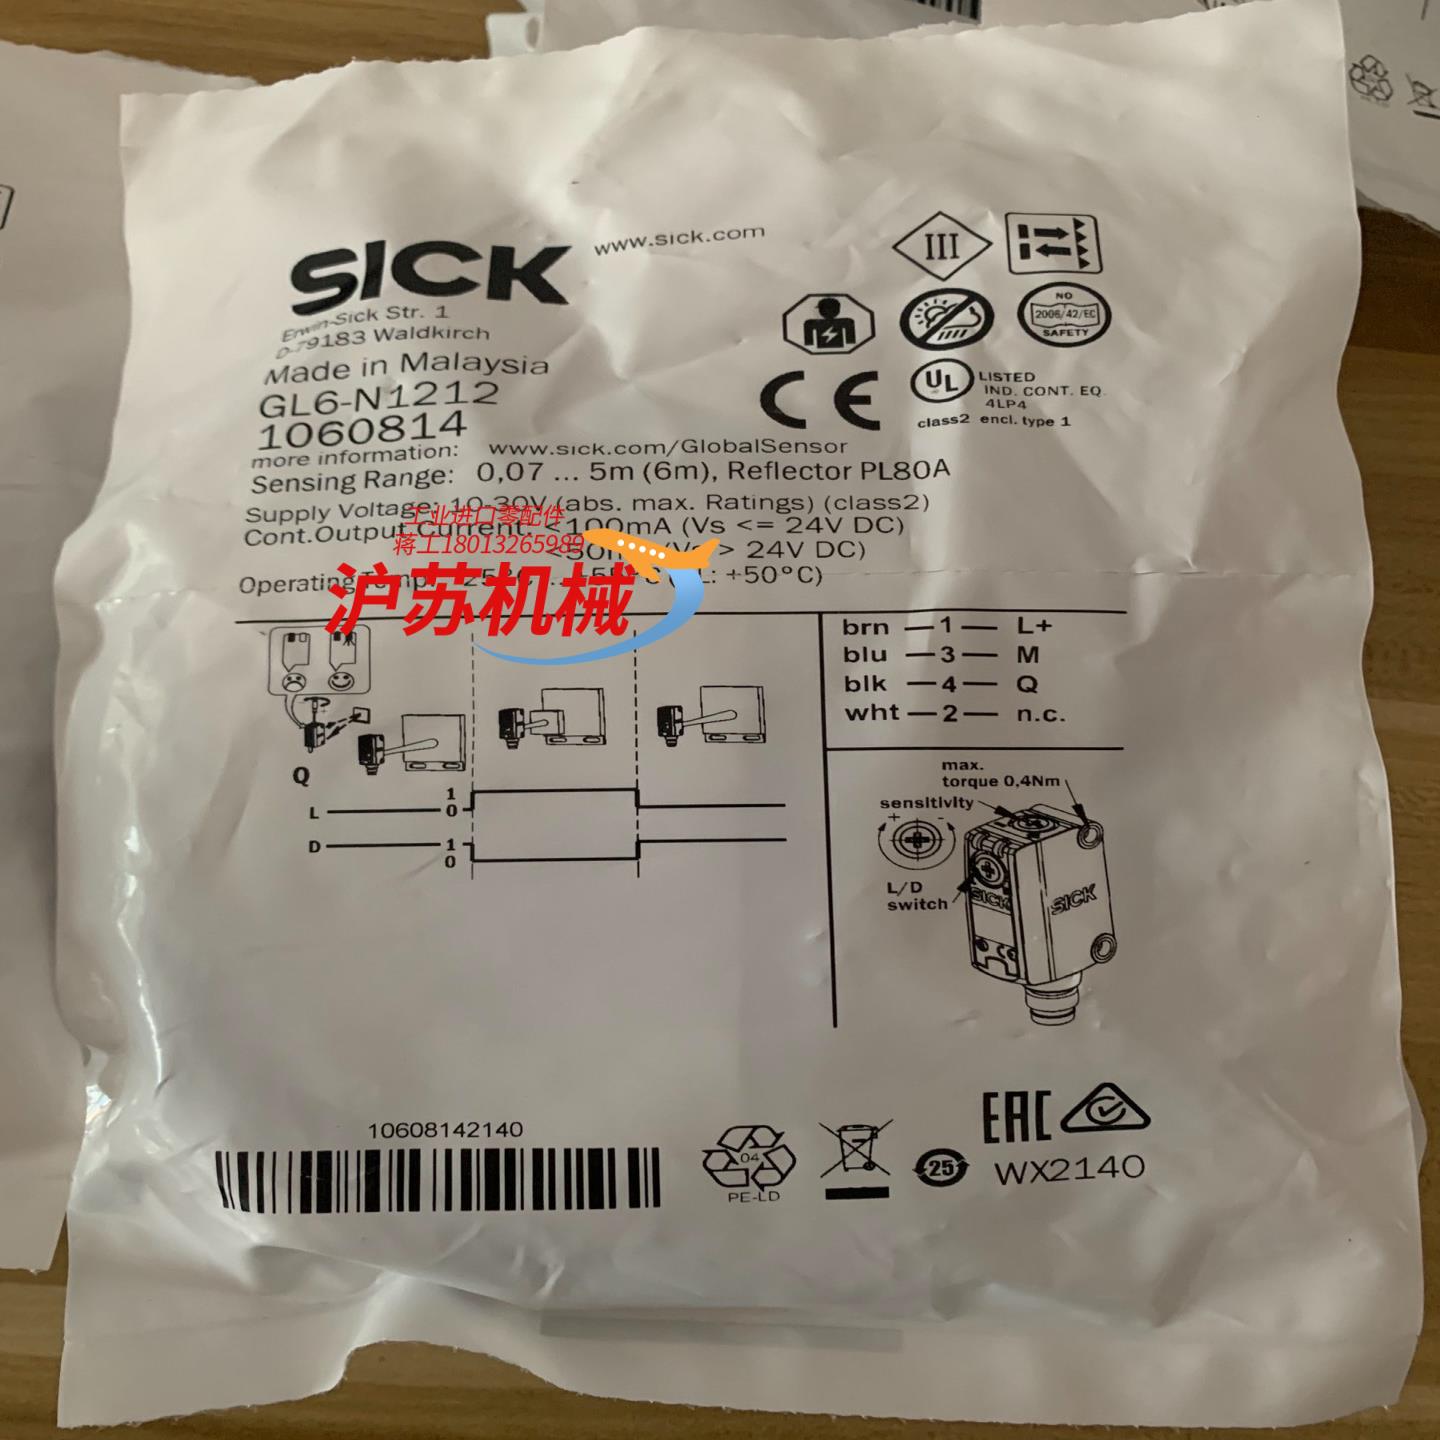 SICK
www.sick.com
Erwin-Sick Str. 1
D-79183 Waldkirch
Made in Malaysia
GL6-N1212
1060814
more information: www.sick.com/GlobalSensor
Sensing Range: 0,07 ... 5m (6m), Reflector PL80A
Supply Voltage: 10-30V (abs. max. Ratings) (class2)
Cont.Output Current: <100mA (Vs <= 24V DC)
> 24V DC)
Operating +50°C)
III
NO
2006/42/EC
SAFETY
CE
UL LISTED
IND. CONT. EQ.
4LP4
class2 encl. type 1
工业进口零配件
蒋工18013265989
沪苏机械
brn 1 L+
blu 3 M
blk 4 Q
wht 2 n.c.
Q
L 1
0
D 1
0
max.
torque 0,4Nm
sensitivity
+ -
L/D
switch
SICK
SICK
10608142140
04
PE-LD
25
EAC
WX2140